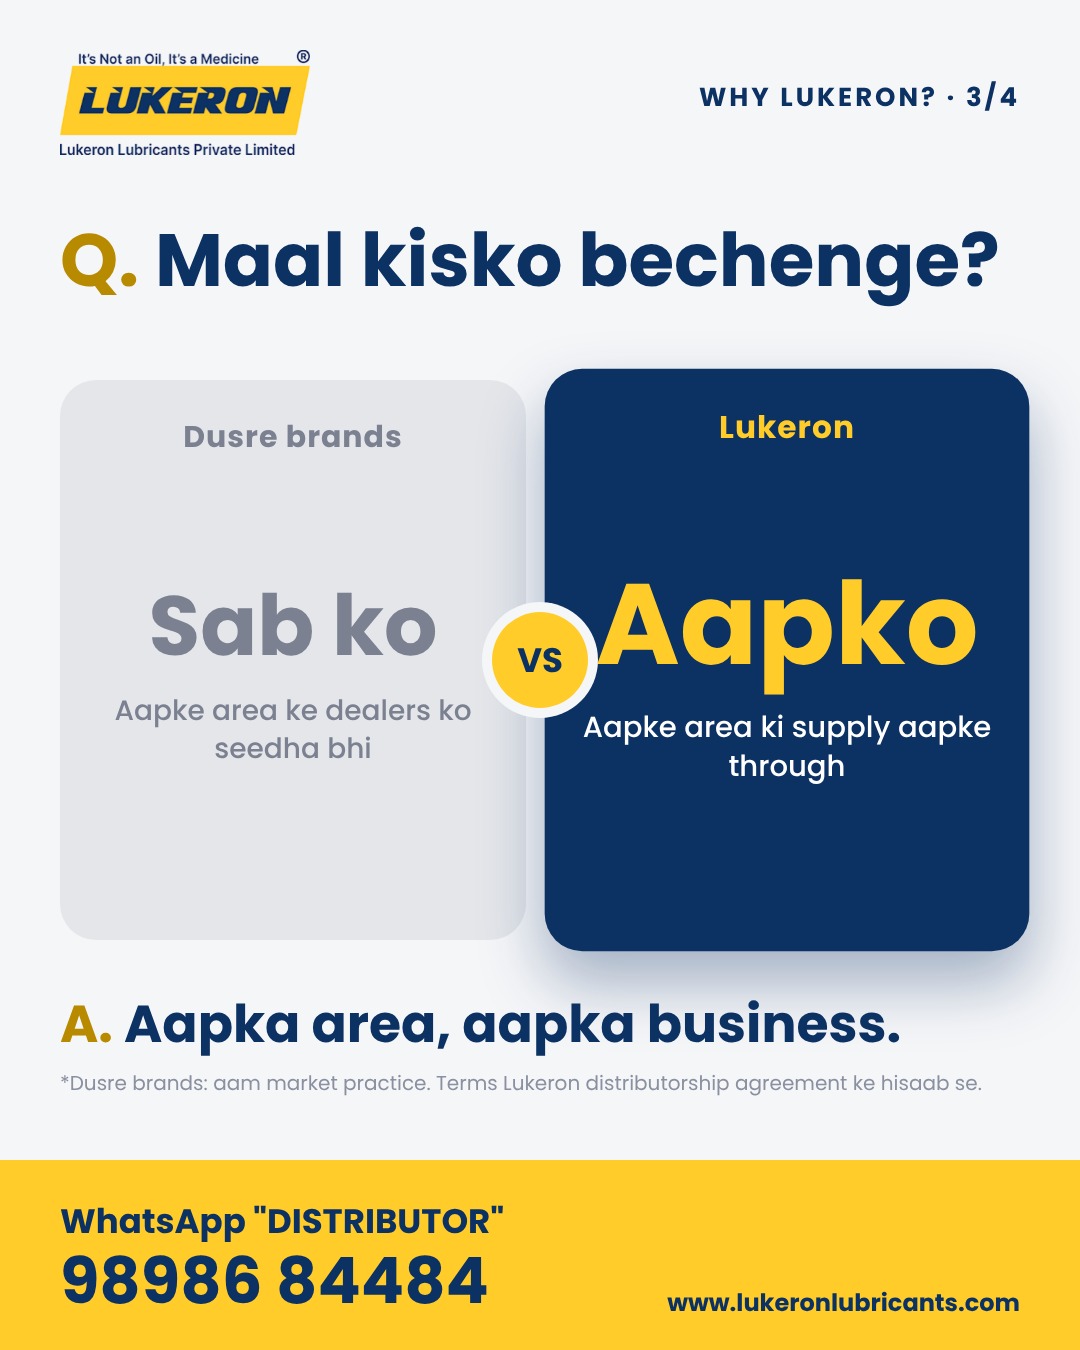 It's Not an Oil, It's a Medicine ®
LUKERON
Lukeron Lubricants Private Limited
WHY LUKERON? · 3/4
Q. Maal kisko bechenge?
Dusre brands
Sab ko
Aapke area ke dealers ko
seedha bhi
VS
Lukeron
Aapko
Aapke area ki supply aapke
through
A. Aapka area, aapka business.
*Dusre brands: aam market practice. Terms Lukeron distributorship agreement ke hisaab se.
WhatsApp "DISTRIBUTOR"
98986 84484
www.lukeronlubricants.com